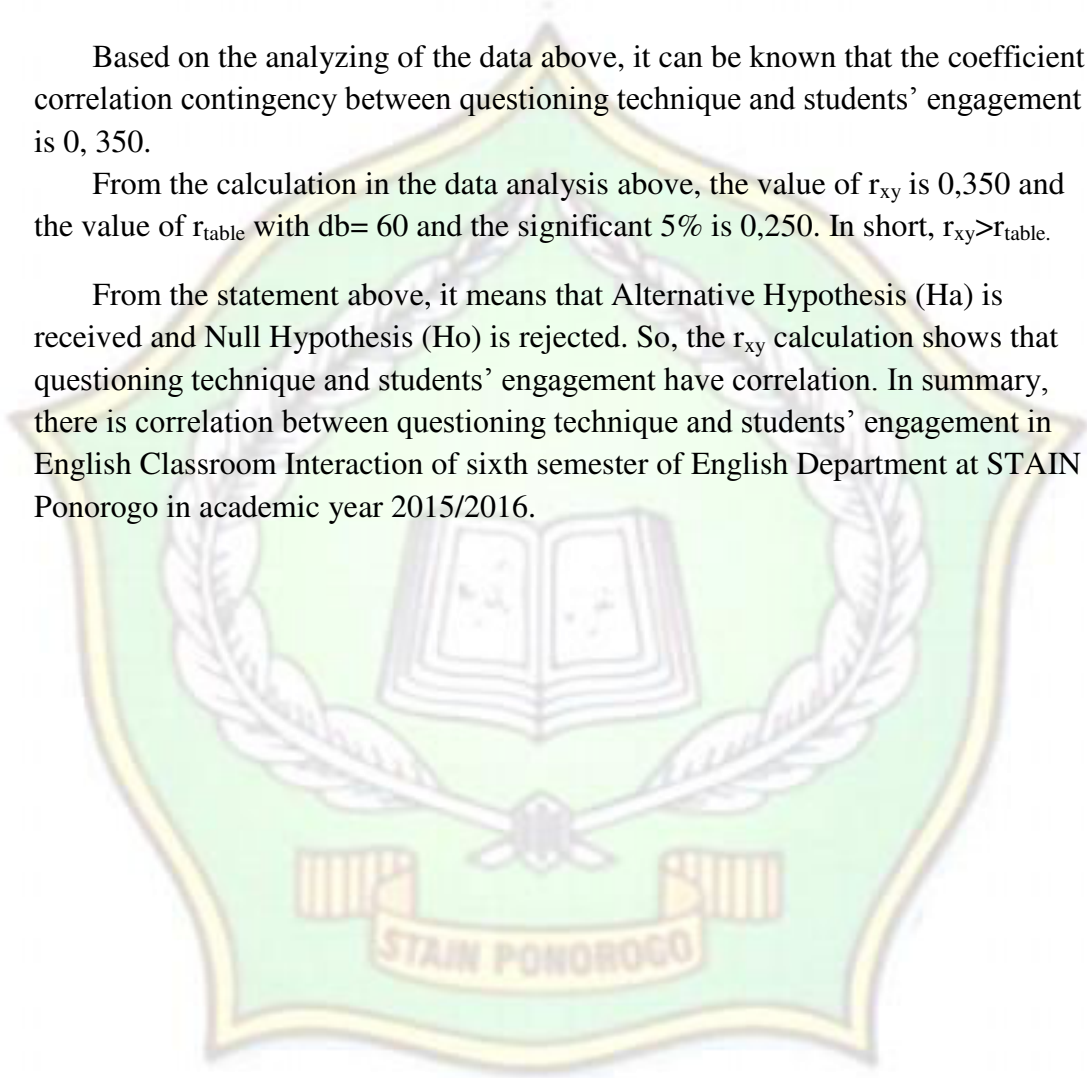 Based on the analyzing of the data above, it can be known that the coefficient
correlation contingency between questioning technique and students’ engagement
is 0, 350.
From the calculation in the data analysis above, the value of rxy is 0,350 and
the value of rtable with db= 60 and the significant 5% is 0,250. In short, rxy>rtable.
From the statement above, it means that Alternative Hypothesis (Ha) is
received and Null Hypothesis (Ho) is rejected. So, the rxy calculation shows that
questioning technique and students’ engagement have correlation. In summary,
there is correlation between questioning technique and students’ engagement in
English Classroom Interaction of sixth semester of English Department at STAIN
Ponorogo in academic year 2015/2016.
STAIN PONOROGO